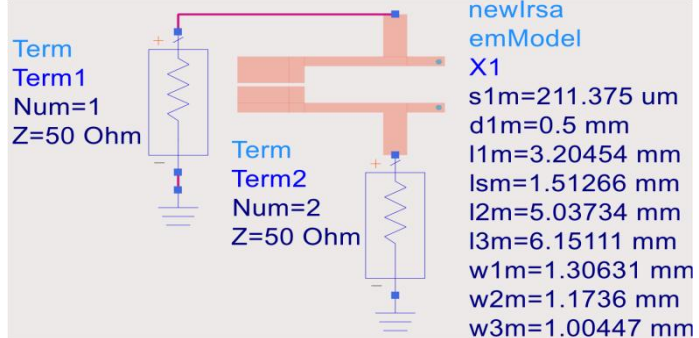 Term
Term1
Num=1
Z=50 Ohm
Term
Term2
Num=2
Z=50 Ohm
newIrsa
emModel
X1
s1m=211.375 um
d1m=0.5 mm
l1m=3.20454 mm
lsm=1.51266 mm
l2m=5.03734 mm
l3m=6.15111 mm
w1m=1.30631 mm
w2m=1.1736 mm
w3m=1.00447 mm